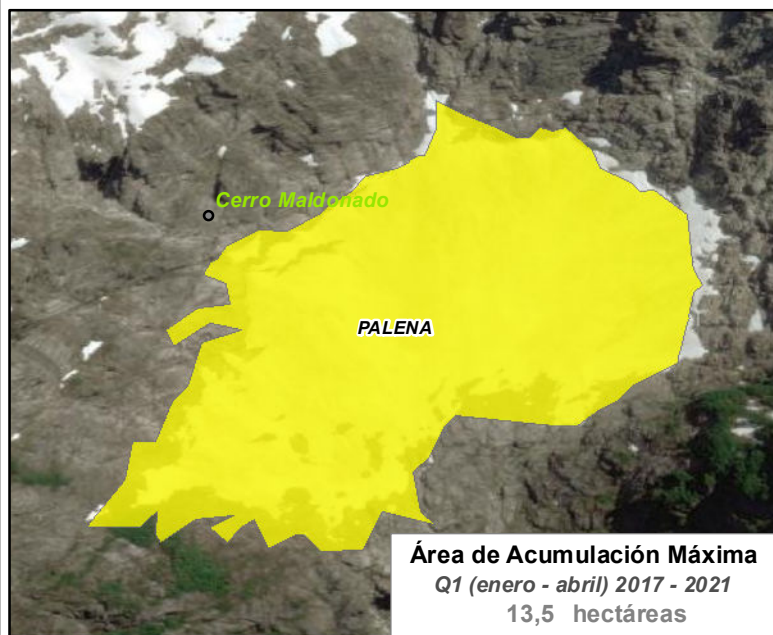 Cerro Maldonado
PALENA
Área de Acumulación Máxima
Q1 (enero - abril) 2017 - 2021
13,5 hectáreas